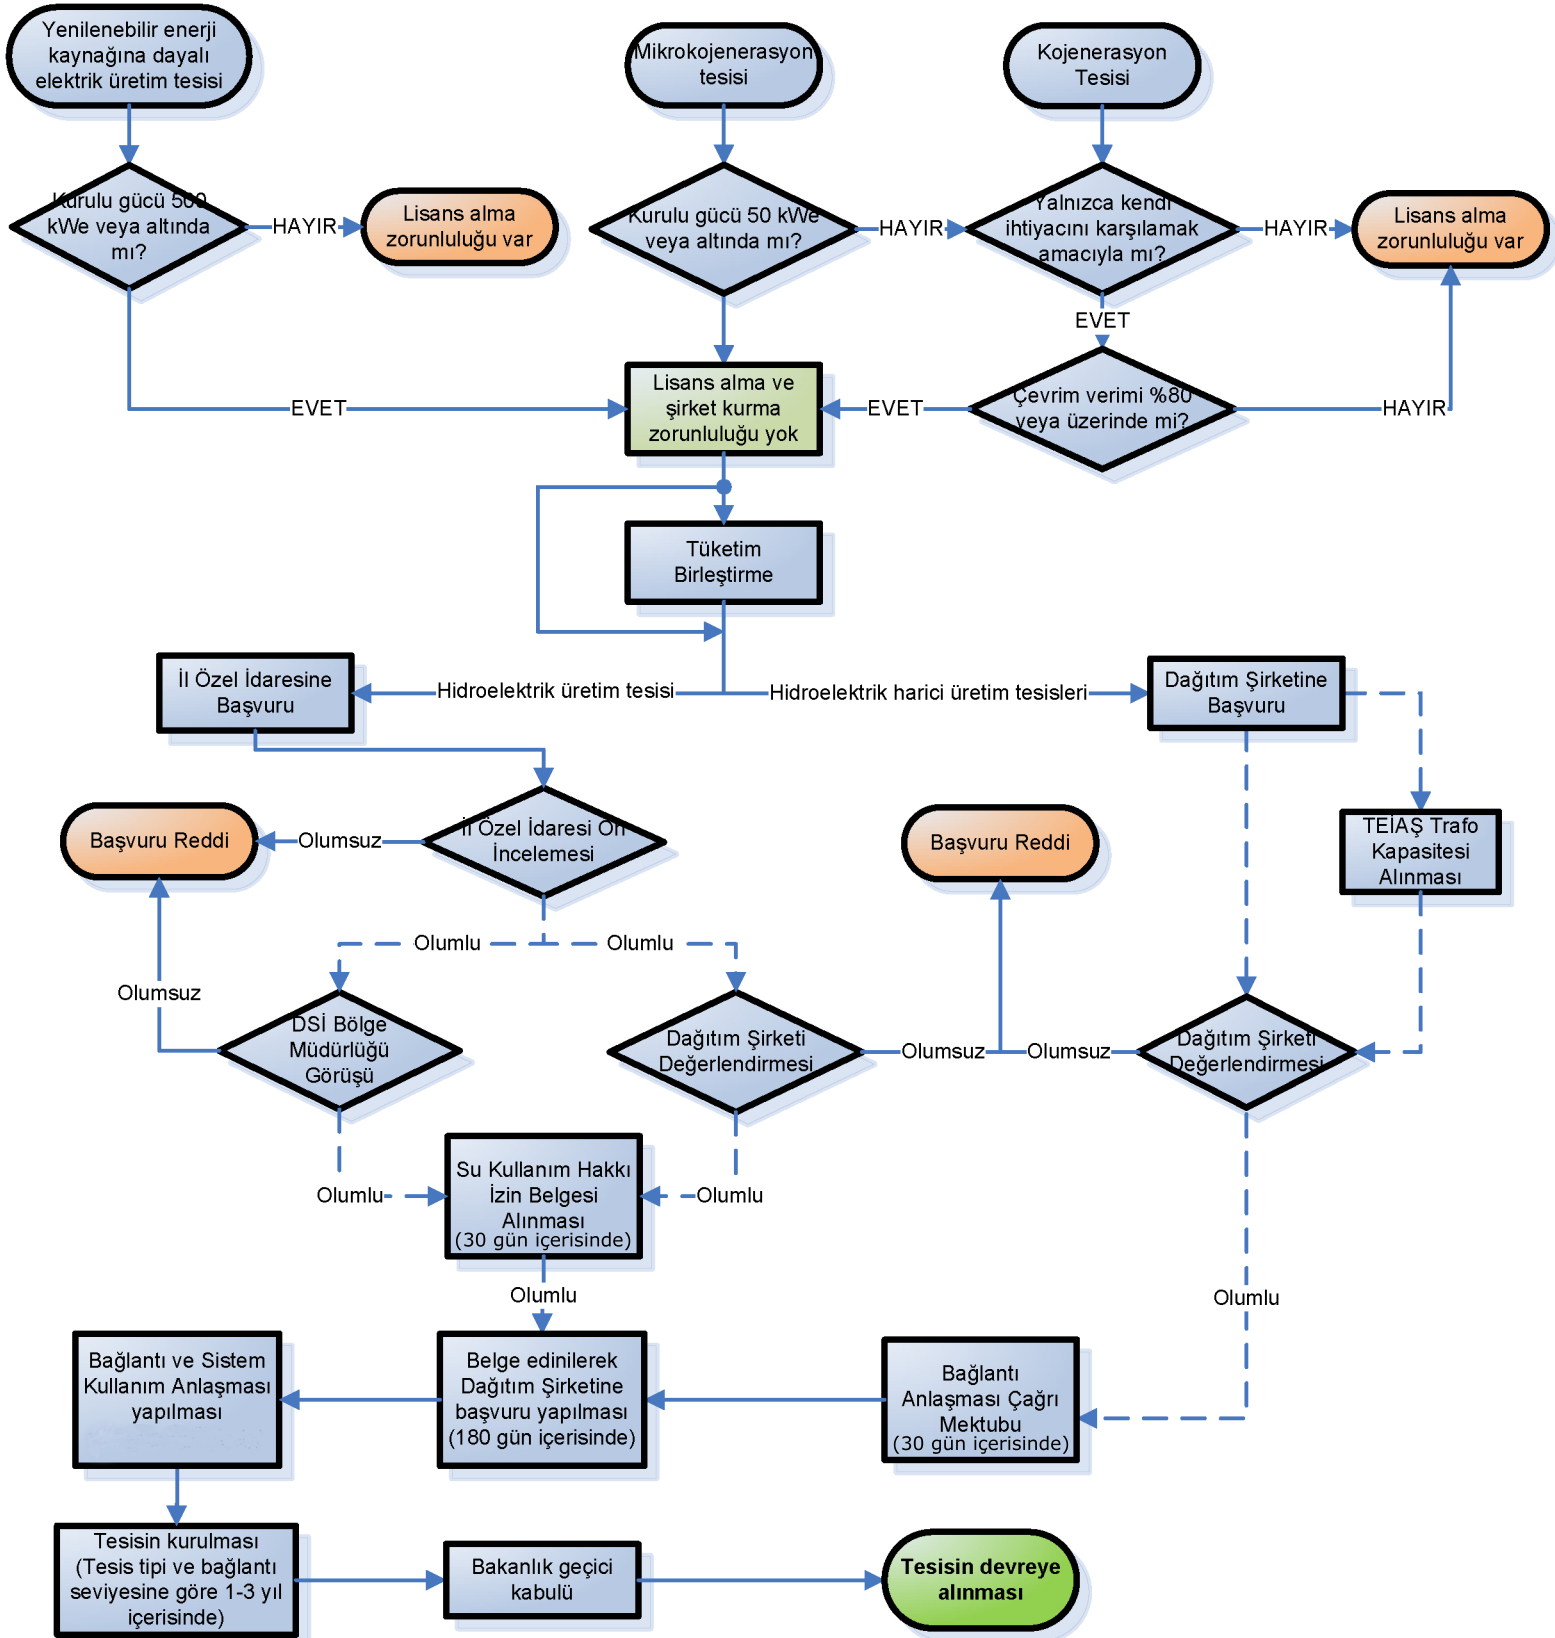 Yenilenebilir enerji
kaynağına dayalı
elektrik üretim tesisi
Mikrokojenerasyon
tesisi
Kojenerasyon
Tesisi
Kurulu gücü 500
kWe veya altında
mı?
HAYIR
Lisans alma
zorunluluğu var
Kurulu gücü 50 kWe
veya altında mı?
HAYIR
Yalnızca kendi
ihtiyacını karşılamak
amacıyla mı?
HAYIR
Lisans alma
zorunluluğu var
EVET
EVET
Lisans alma ve
şirket kurma
zorunluluğu yok
EVET
Çevrim verimi %80
veya üzerinde mi?
HAYIR
Tüketim
Birleştirme
İl Özel İdaresine
Başvuru
Hidroelektrik üretim tesisi
Hidroelektrik harici üretim tesisleri
Dağıtım Şirketine
Başvuru
Başvuru Reddi
Olumsuz
İl Özel İdaresi Ön
İncelemesi
Başvuru Reddi
TEİAŞ Trafo
Kapasitesi
Alınması
Olumlu
Olumlu
Olumsuz
DSİ Bölge
Müdürlüğü
Görüşü
Dağıtım Şirketi
Değerlendirmesi
Olumsuz
Olumsuz
Dağıtım Şirketi
Değerlendirmesi
Olumlu
Su Kullanım Hakkı
İzin Belgesi
Alınması
(30 gün içerisinde)
Olumlu
Olumlu
Olumlu
Bağlantı ve Sistem
Kullanım Anlaşması
yapılması
Belge edinilerek
Dağıtım Şirketine
başvuru yapılması
(180 gün içerisinde)
Bağlantı
Anlaşması Çağrı
Mektubu
(30 gün içerisinde)
Tesisin kurulması
(Tesis tipi ve bağlantı
seviyesine göre 1-3 yıl
içerisinde)
Bakanlık geçici
kabulü
Tesisin devreye
alınması